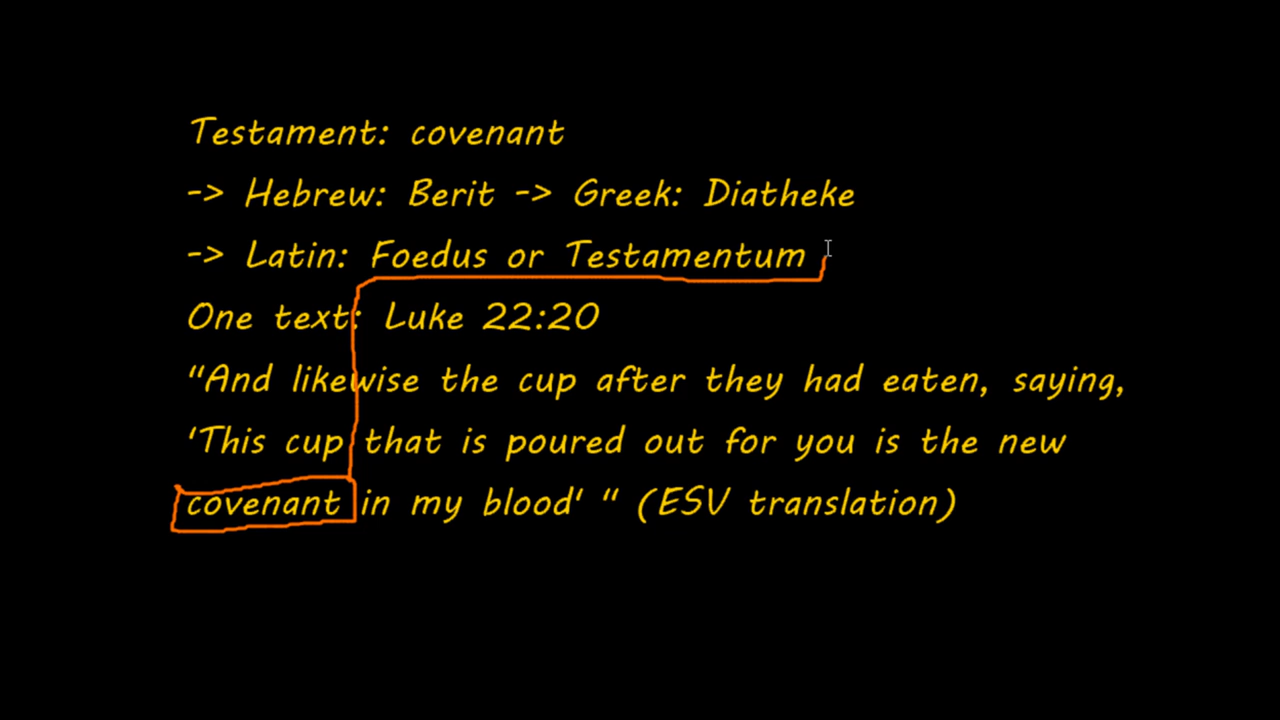 Testament: covenant
-> Hebrew: Berit -> Greek: Diatheke
-> Latin: Foedus or Testamentum
One text: Luke 22:20
“And likewise the cup after they had eaten, saying,
‘This cup that is poured out for you is the new
covenant in my blood’ “ (ESV translation)